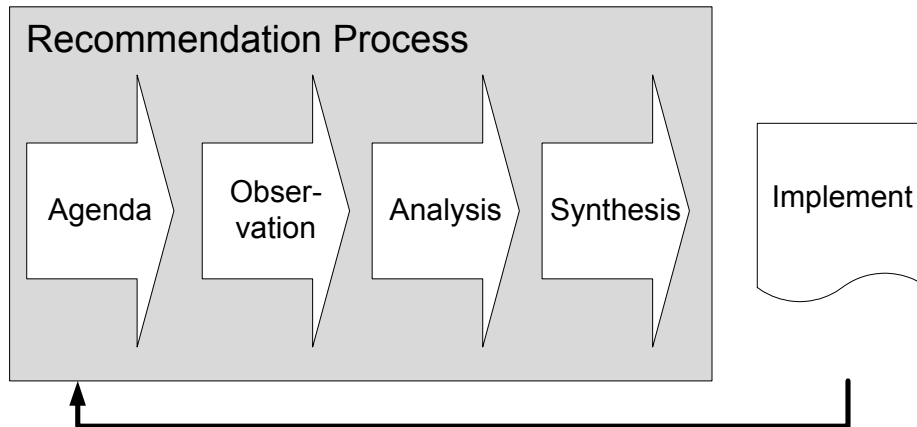 Recommendation Process
Agenda
Obser-
vation
Analysis
Synthesis
Implement